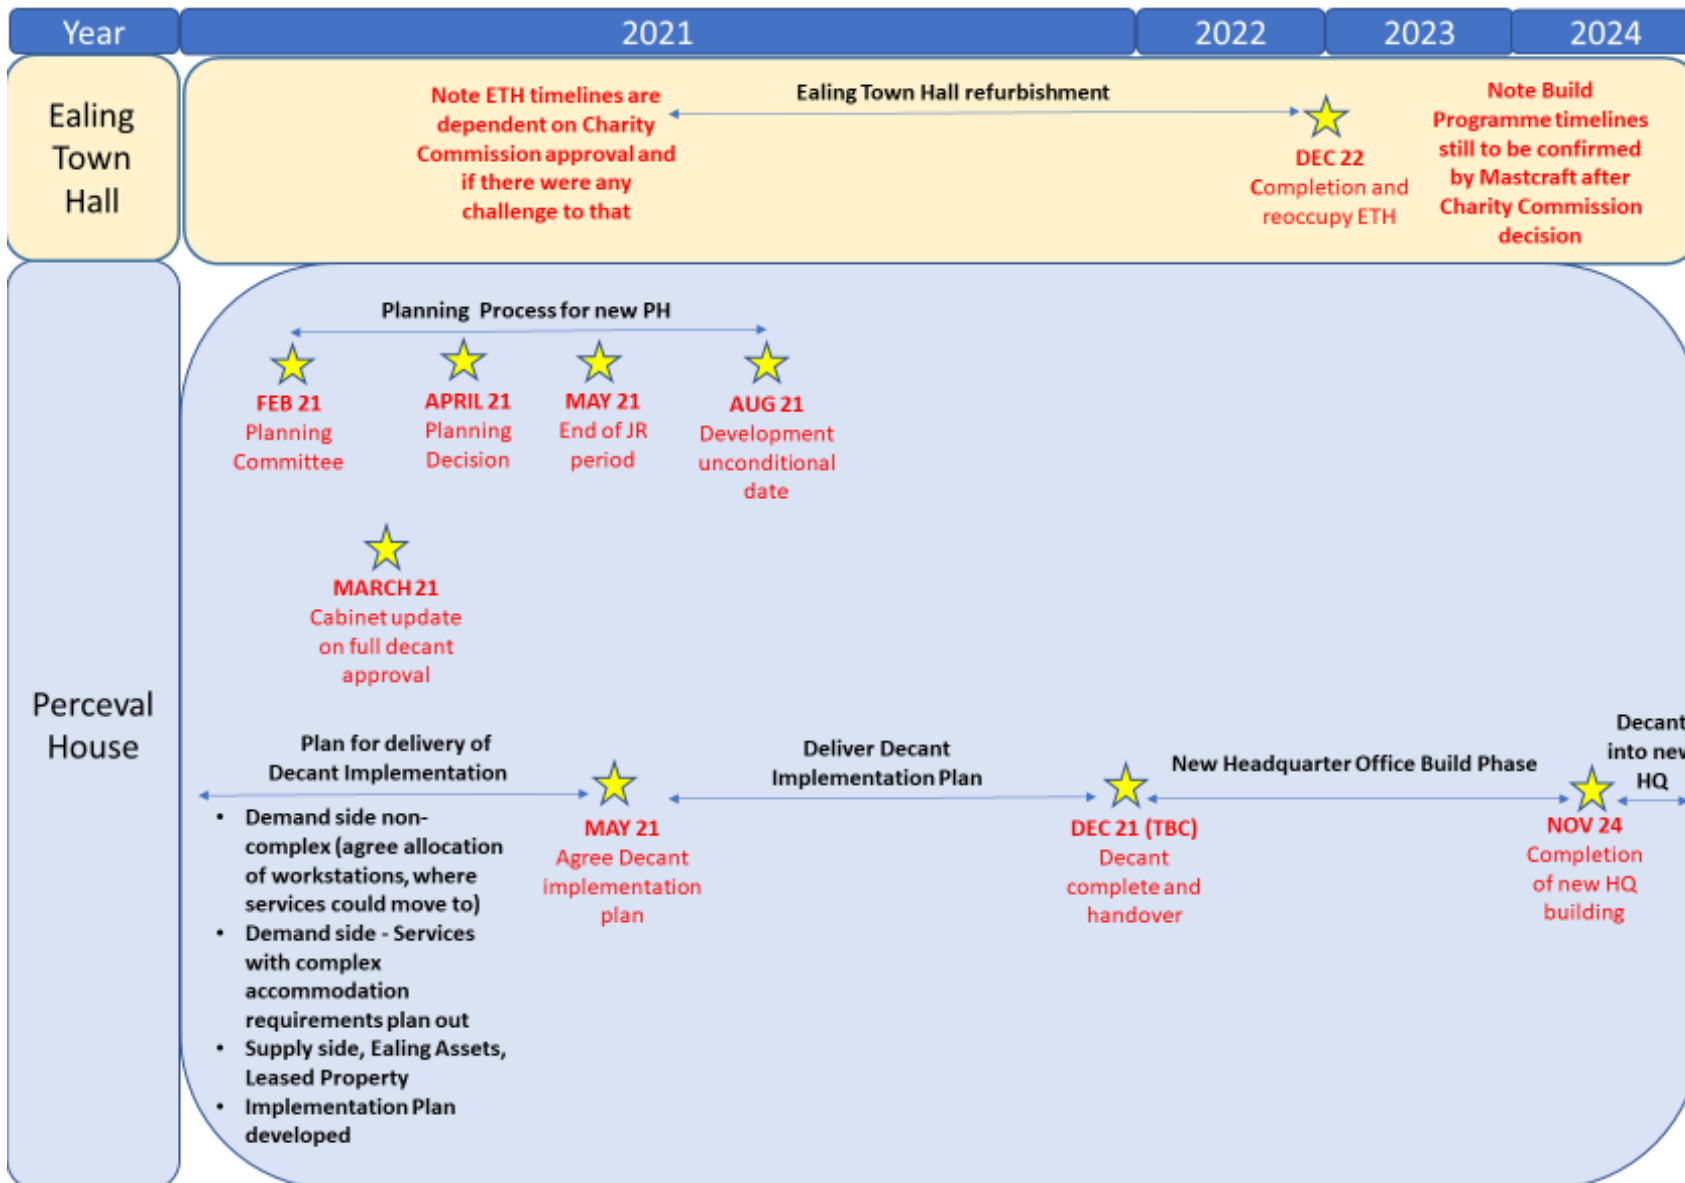 Year
2021
2022
2023
2024
Ealing
Town
Hall
Note ETH timelines are
dependent on Charity
Commission approval and
if there were any
challenge to that
Ealing Town Hall refurbishment
DEC 22
Completion and
reoccupy ETH
Note Build
Programme timelines
still to be confirmed
by Mastcraft after
Charity Commission
decision
Perceval
House
Planning Process for new PH
FEB 21
Planning
Committee
APRIL 21
Planning
Decision
MAY 21
End of JR
period
AUG 21
Development
unconditional
date
MARCH 21
Cabinet update
on full decant
approval
Plan for delivery of
Decant Implementation
• Demand side non-
complex (agree allocation
of workstations, where
services could move to)
• Demand side - Services
with complex
accommodation
requirements plan out
• Supply side, Ealing Assets,
Leased Property
• Implementation Plan
developed
MAY 21
Agree Decant
implementation
plan
Deliver Decant
Implementation Plan
DEC 21 (TBC)
Decant
complete and
handover
New Headquarter Office Build Phase
NOV 24
Completion
of new HQ
building
Decant
into new
HQ